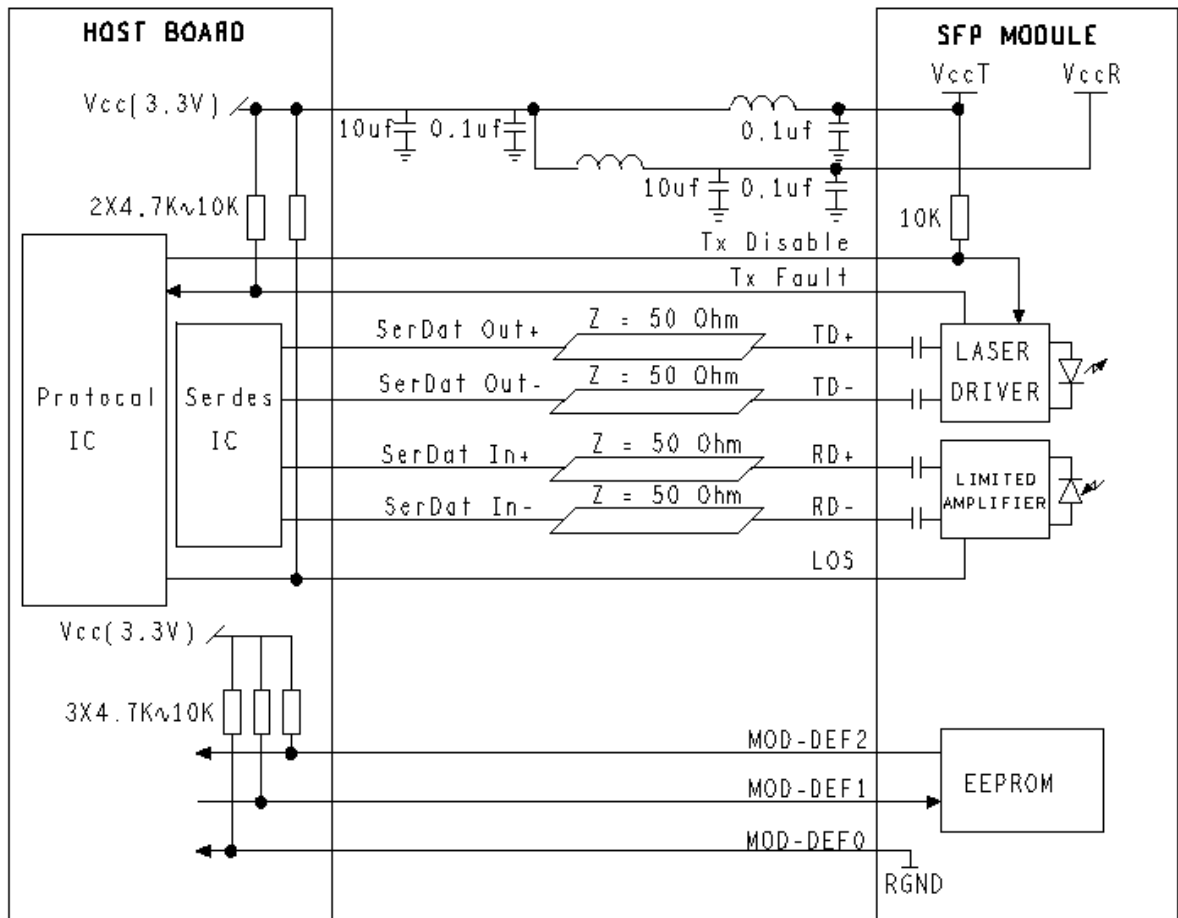 HOST BOARD
SFP MODULE
VccT
VccR
Vcc(3.3V)
10uf
0.1uf
0.1uf
10uf
0.1uf
2X4.7K~10K
10K
Tx Disable
Tx Fault
SerDat Out+
Z = 50 Ohm
TD+
SerDat Out-
Z = 50 Ohm
TD-
LASER
DRIVER
Protocal
IC
Serdes
IC
SerDat In+
Z = 50 Ohm
RD+
SerDat In-
Z = 50 Ohm
RD-
LIMITED
AMPLIFIER
LOS
Vcc(3.3V)
3X4.7K~10K
MOD-DEF2
MOD-DEF1
EEPROM
MOD-DEF0
RGND